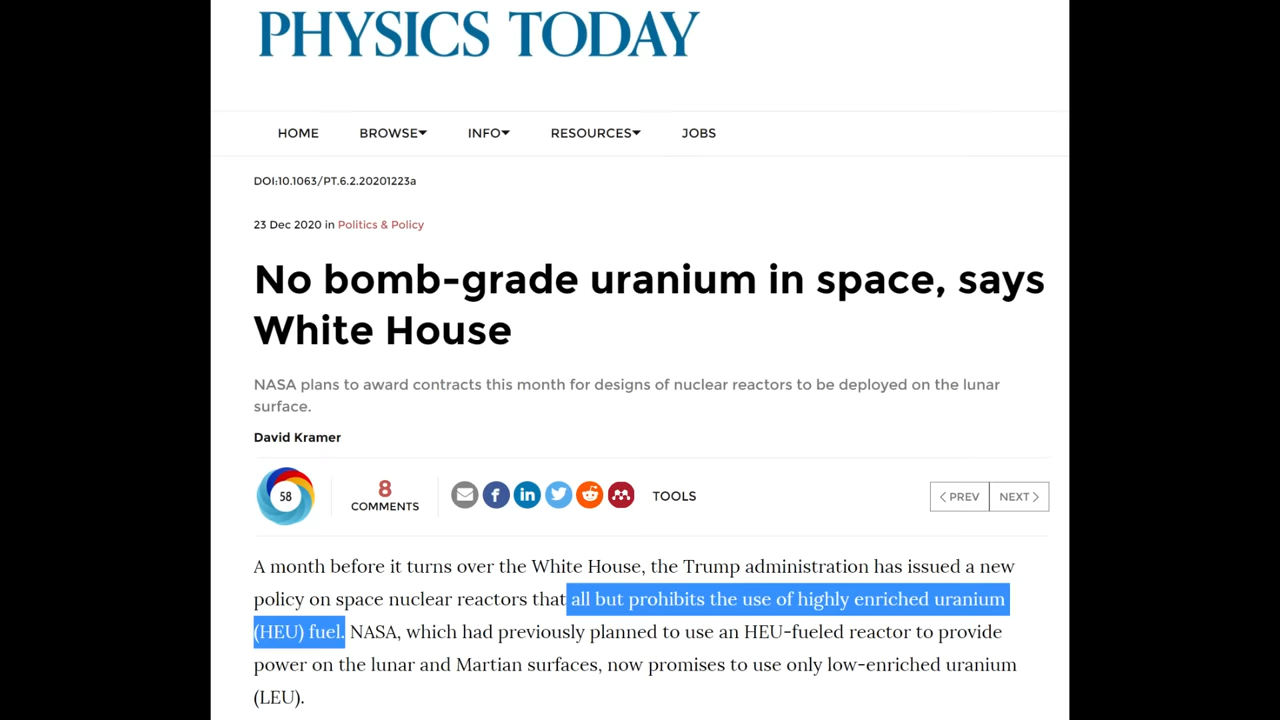 PHYSICS TODAY
HOME BROWSE INFO RESOURCES JOBS
DOI:10.1063/PT.6.2.20201223a
23 Dec 2020 in Politics & Policy
No bomb-grade uranium in space, says
White House
NASA plans to award contracts this month for designs of nuclear reactors to be deployed on the lunar
surface.
David Kramer
58
8
COMMENTS
TOOLS
PREV NEXT
A month before it turns over the White House, the Trump administration has issued a new
policy on space nuclear reactors that all but prohibits the use of highly enriched uranium
(HEU) fuel. NASA, which had previously planned to use an HEU-fueled reactor to provide
power on the lunar and Martian surfaces, now promises to use only low-enriched uranium
(LEU).